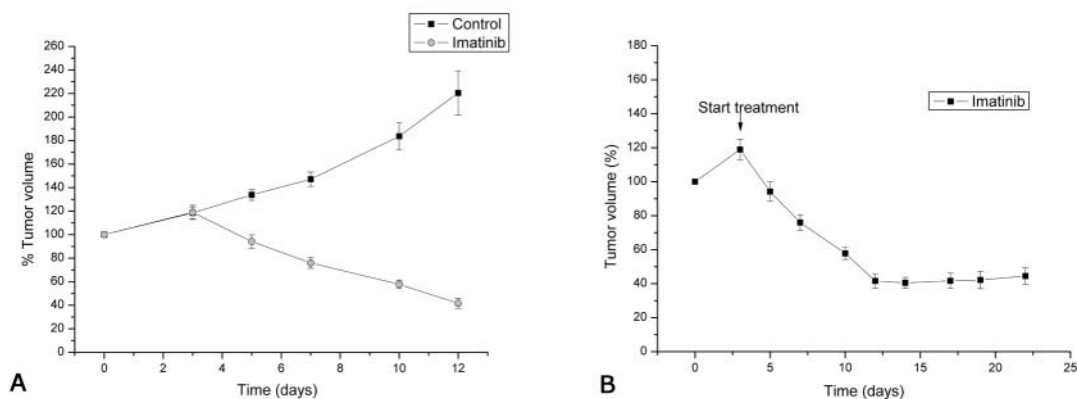 Control
Imatinib
260
240
220
200
180
160
140
120
100
80
60
40
20
0
% Tumor volume
0 2 4 6 8 10 12
Time (days)
A
180
160
140
120
100
80
60
40
20
0
Tumor volume (%)
Start treatment
Imatinib
0 5 10 15 20 25
Time (days)
B